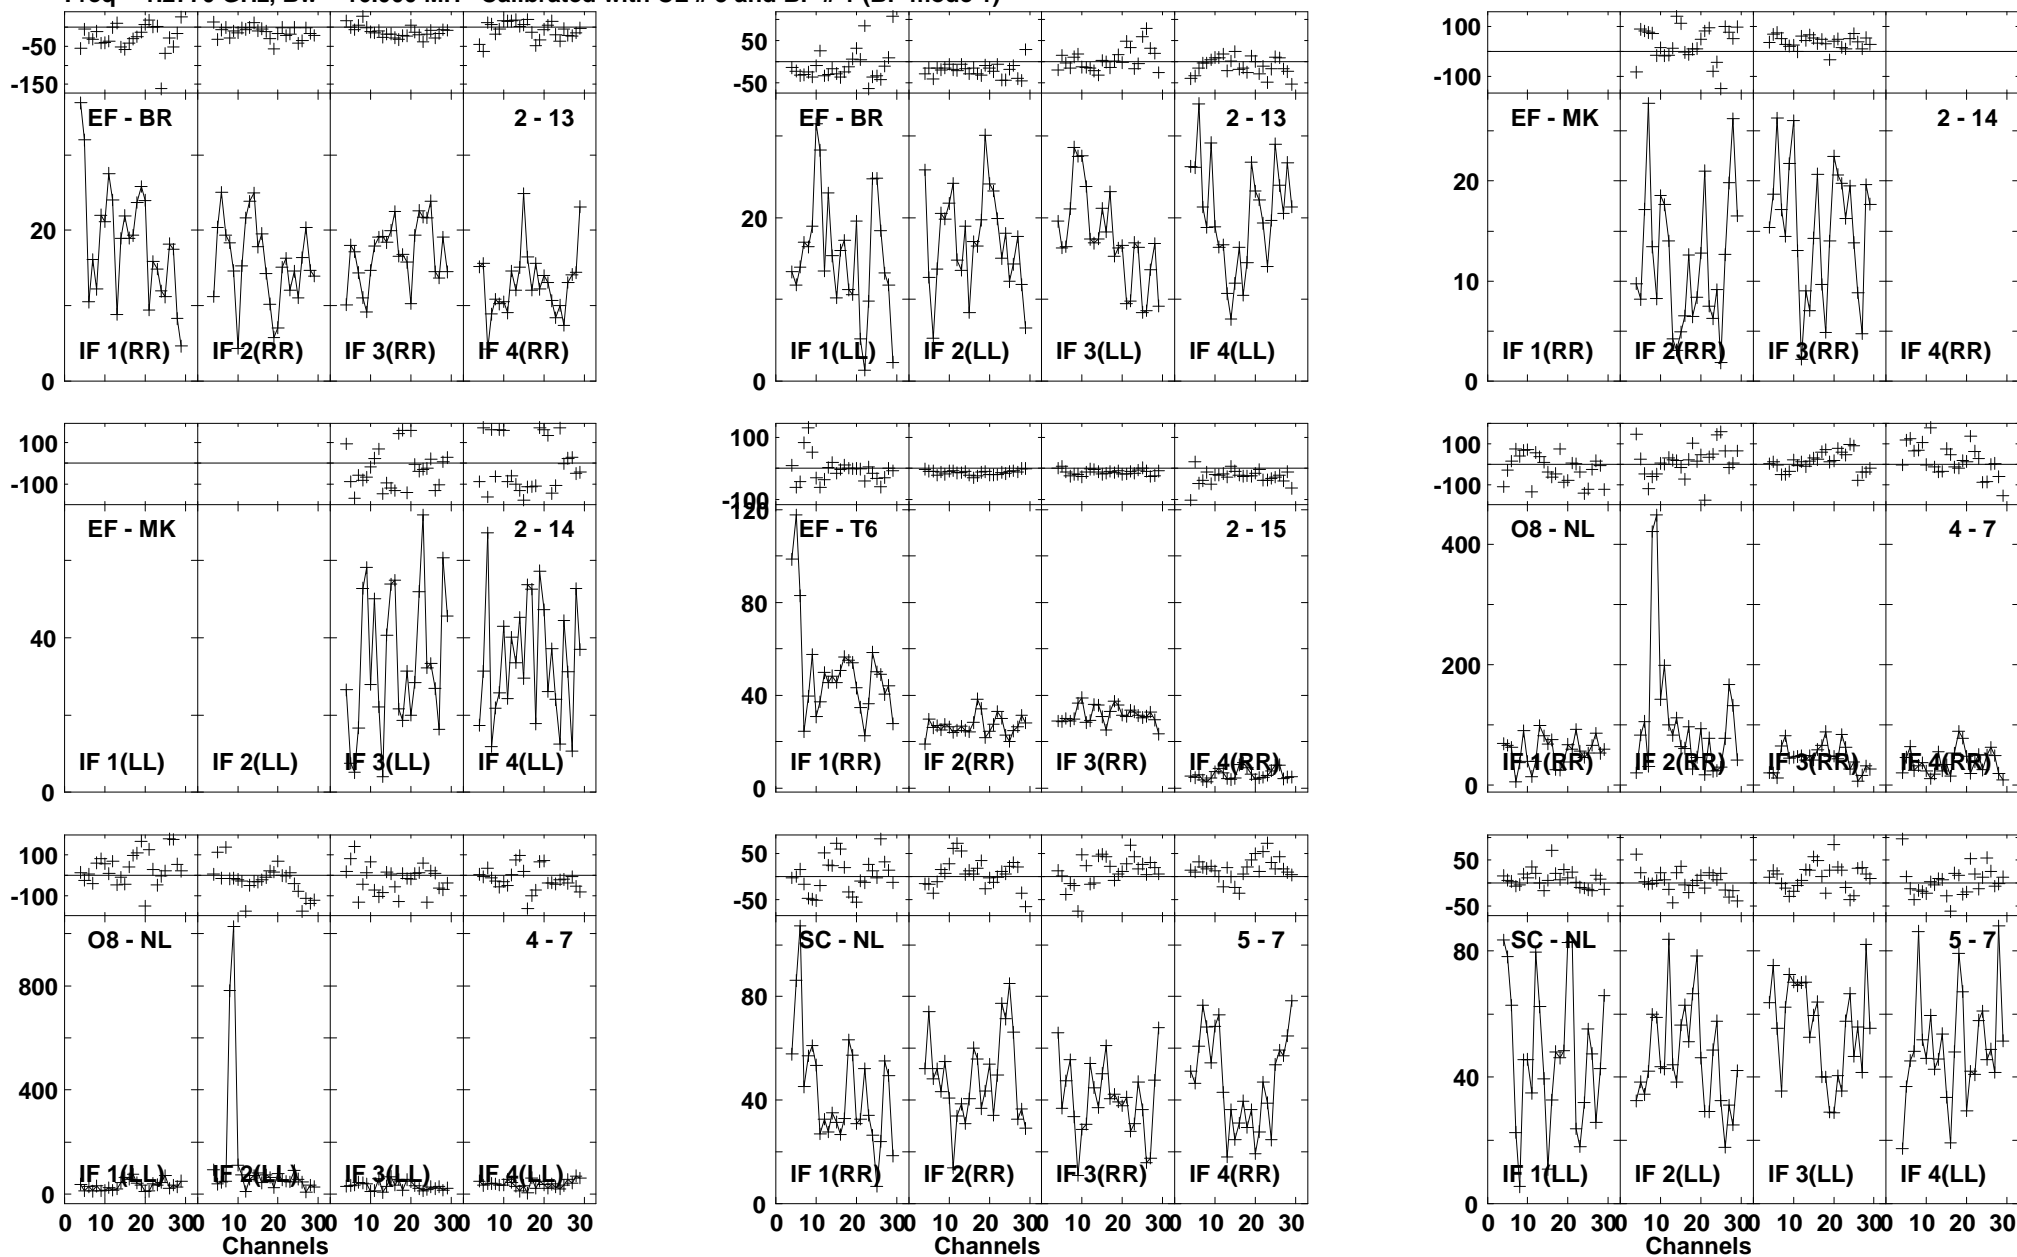 -50
-150
EF - BR
2 - 13
20
0
IF 1(RR)
IF 2(RR)
IF 3(RR)
IF 4(RR)
50
-50
EF - BR
2 - 13
20
0
IF 1(LL)
IF 2(LL)
IF 3(LL)
IF 4(LL)
100
-100
EF - MK
2 - 14
20
10
0
IF 1(RR)
IF 2(RR)
IF 3(RR)
IF 4(RR)
100
-100
EF - MK
2 - 14
40
0
IF 1(LL)
IF 2(LL)
IF 3(LL)
IF 4(LL)
100
-100
120
EF - T6
2 - 15
80
40
0
IF 1(RR)
IF 2(RR)
IF 3(RR)
IF 4(RR)
100
-100
O8 - NL
4 - 7
400
200
0
IF 1(RR)
IF 2(RR)
IF 3(RR)
IF 4(RR)
100
-100
O8 - NL
4 - 7
800
400
0
IF 1(LL)
IF 2(LL)
IF 3(LL)
IF 4(LL)
0 10 20 30 0 10 20 30 0 10 20 30 0 10 20 30
Channels
50
-50
SC - NL
5 - 7
80
40
0
IF 1(RR)
IF 2(RR)
IF 3(RR)
IF 4(RR)
0 10 20 30 0 10 20 30 0 10 20 30 0 10 20 30
Channels
50
-50
SC - NL
5 - 7
80
40
0
IF 1(LL)
IF 2(LL)
IF 3(LL)
IF 4(LL)
0 10 20 30 0 10 20 30 0 10 20 30 0 10 20 30
Channels